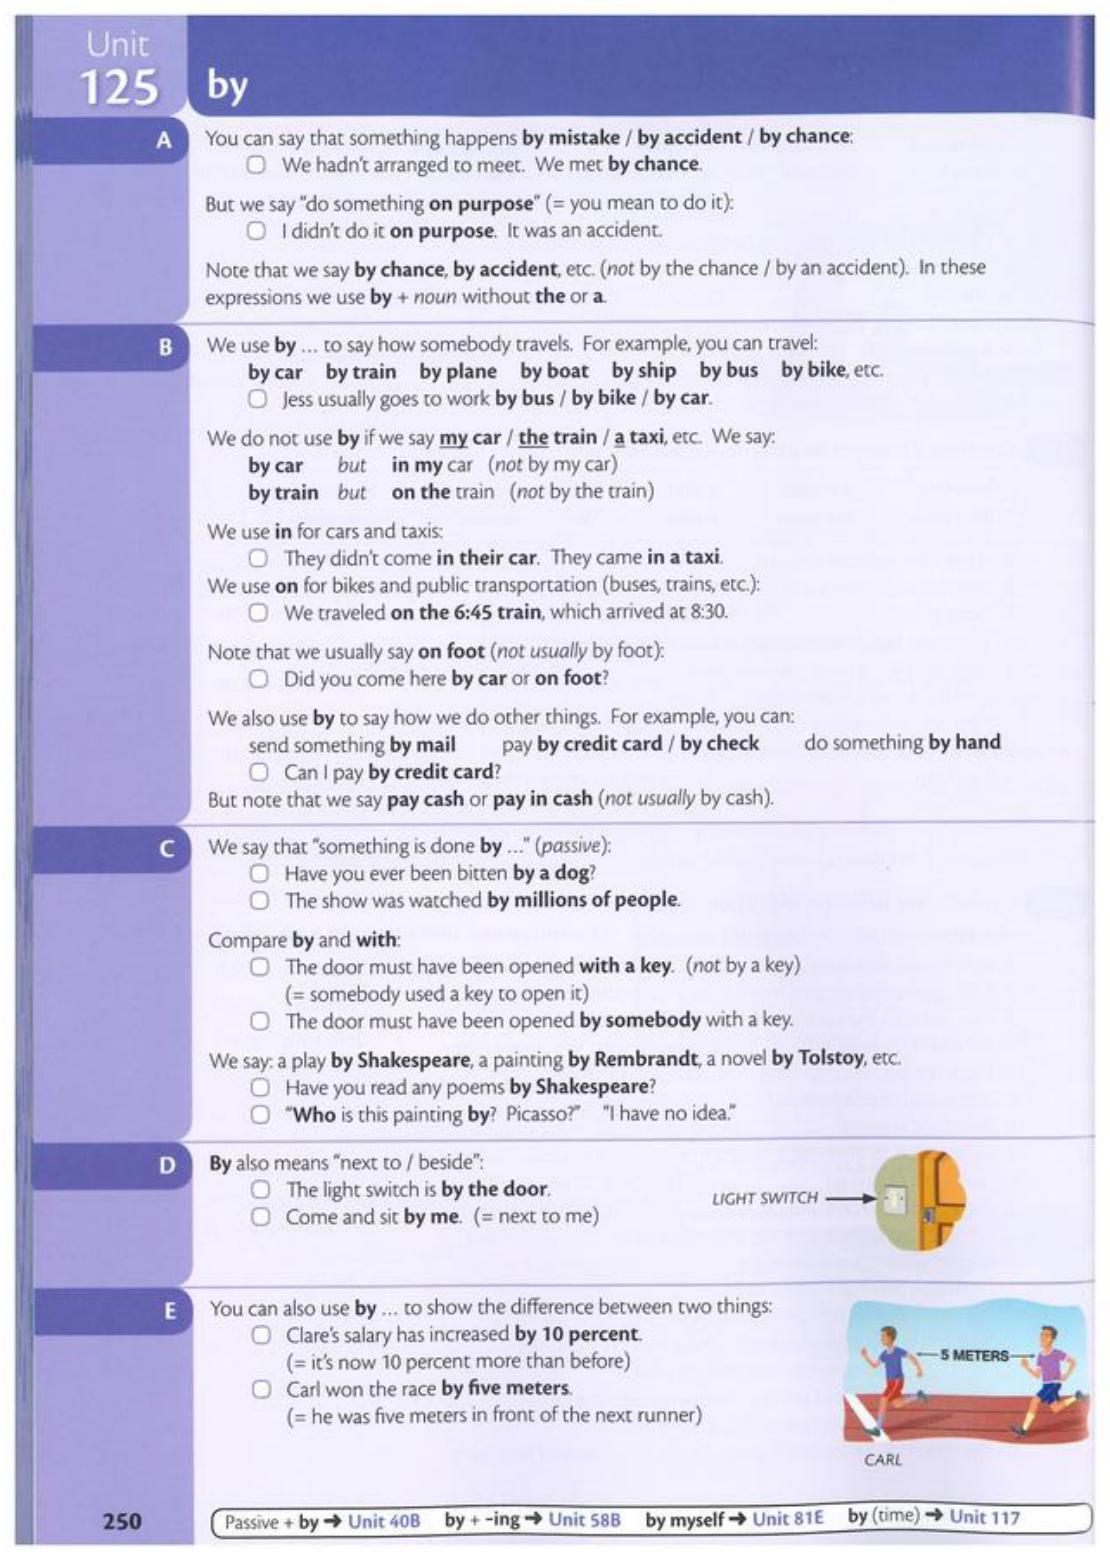 Unit
125
by
A
You can say that something happens by mistake / by accident / by chance:
We hadn't arranged to meet. We met by chance.
But we say "do something on purpose" (= you mean to do it):
I didn't do it on purpose. It was an accident.
Note that we say by chance, by accident, etc. (not by the chance / by an accident). In these
expressions we use by + noun without the or a.
B
We use by ... to say how somebody travels. For example, you can travel:
by car by train by plane by boat by ship by bus by bike, etc.
Jess usually goes to work by bus / by bike / by car.
We do not use by if we say my car / the train / a taxi, etc. We say:
by car but in my car (not by my car)
by train but on the train (not by the train)
We use in for cars and taxis:
They didn't come in their car. They came in a taxi.
We use on for bikes and public transportation (buses, trains, etc.):
We traveled on the 6:45 train, which arrived at 8:30.
Note that we usually say on foot (not usually by foot):
Did you come here by car or on foot?
We also use by to say how we do other things. For example, you can:
send something by mail pay by credit card / by check do something by hand
Can I pay by credit card?
But note that we say pay cash or pay in cash (not usually by cash).
C
We say that "something is done by ..." (passive):
Have you ever been bitten by a dog?
The show was watched by millions of people.
Compare by and with:
The door must have been opened with a key. (not by a key)
(= somebody used a key to open it)
The door must have been opened by somebody with a key.
We say: a play by Shakespeare, a painting by Rembrandt, a novel by Tolstoy, etc.
Have you read any poems by Shakespeare?
"Who is this painting by? Picasso?" "I have no idea."
D
By also means "next to / beside":
The light switch is by the door.
Come and sit by me. (= next to me)
LIGHT SWITCH
E
You can also use by ... to show the difference between two things:
Clare's salary has increased by 10 percent.
(= it's now 10 percent more than before)
Carl won the race by five meters.
(= he was five meters in front of the next runner)
5 METERS
CARL
250
Passive + by → Unit 40B by + -ing → Unit 58B by myself → Unit 81E by (time) → Unit 117